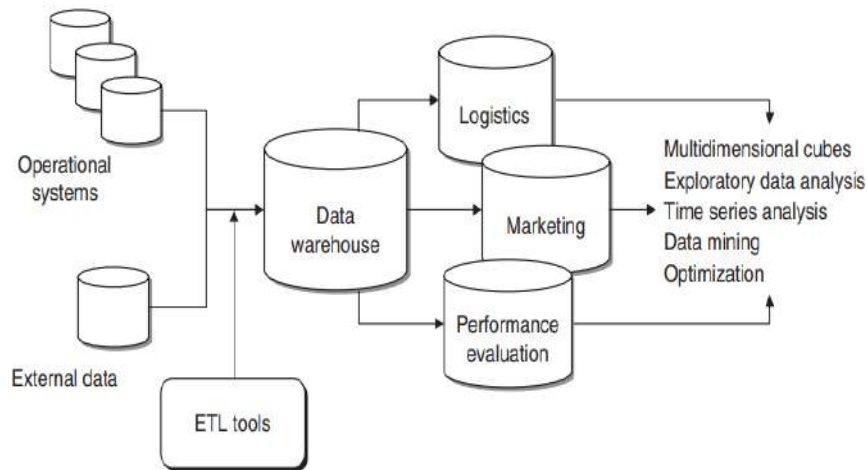 Operational
systems
External data
ETL tools
Data
warehouse
Logistics
Marketing
Performance
evaluation
Multidimensional cubes
Exploratory data analysis
Time series analysis
Data mining
Optimization